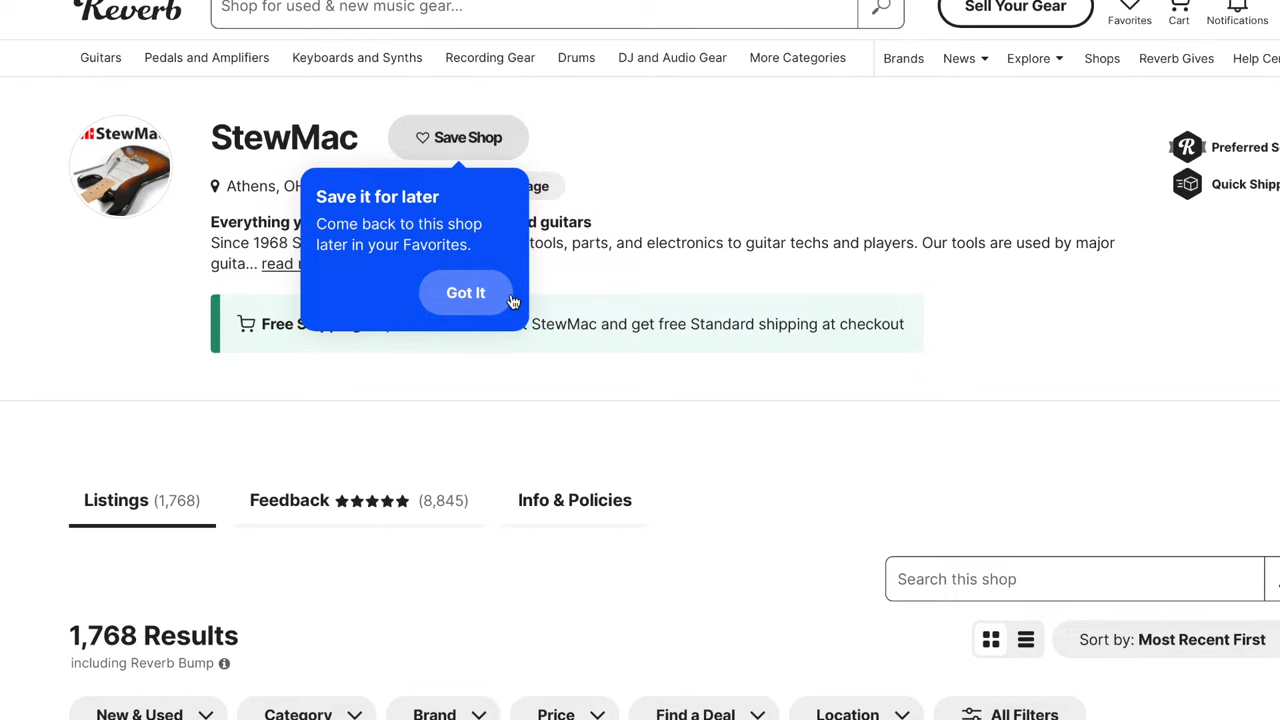 Reverb
Shop for used & new music gear...
Sell Your Gear
Favorites
Cart
Notifications
Guitars
Pedals and Amplifiers
Keyboards and Synths
Recording Gear
Drums
DJ and Audio Gear
More Categories
Brands
News
Explore
Shops
Reverb Gives
Help Cen
StewMac
StewMac
Save Shop
Preferred S
Athens, OH
age
Quick Shipp
Save it for later
Come back to this shop
later in your Favorites.
Got It
Everything y
d guitars
Since 1968 S
tools, parts, and electronics to guitar techs and players. Our tools are used by major
guita... read
Free S
StewMac and get free Standard shipping at checkout
Listings (1,768)
Feedback ★★★★★ (8,845)
Info & Policies
Search this shop
1,768 Results
including Reverb Bump
Sort by: Most Recent First
New & Used
Category
Brand
Price
Find a Deal
Location
All Filters